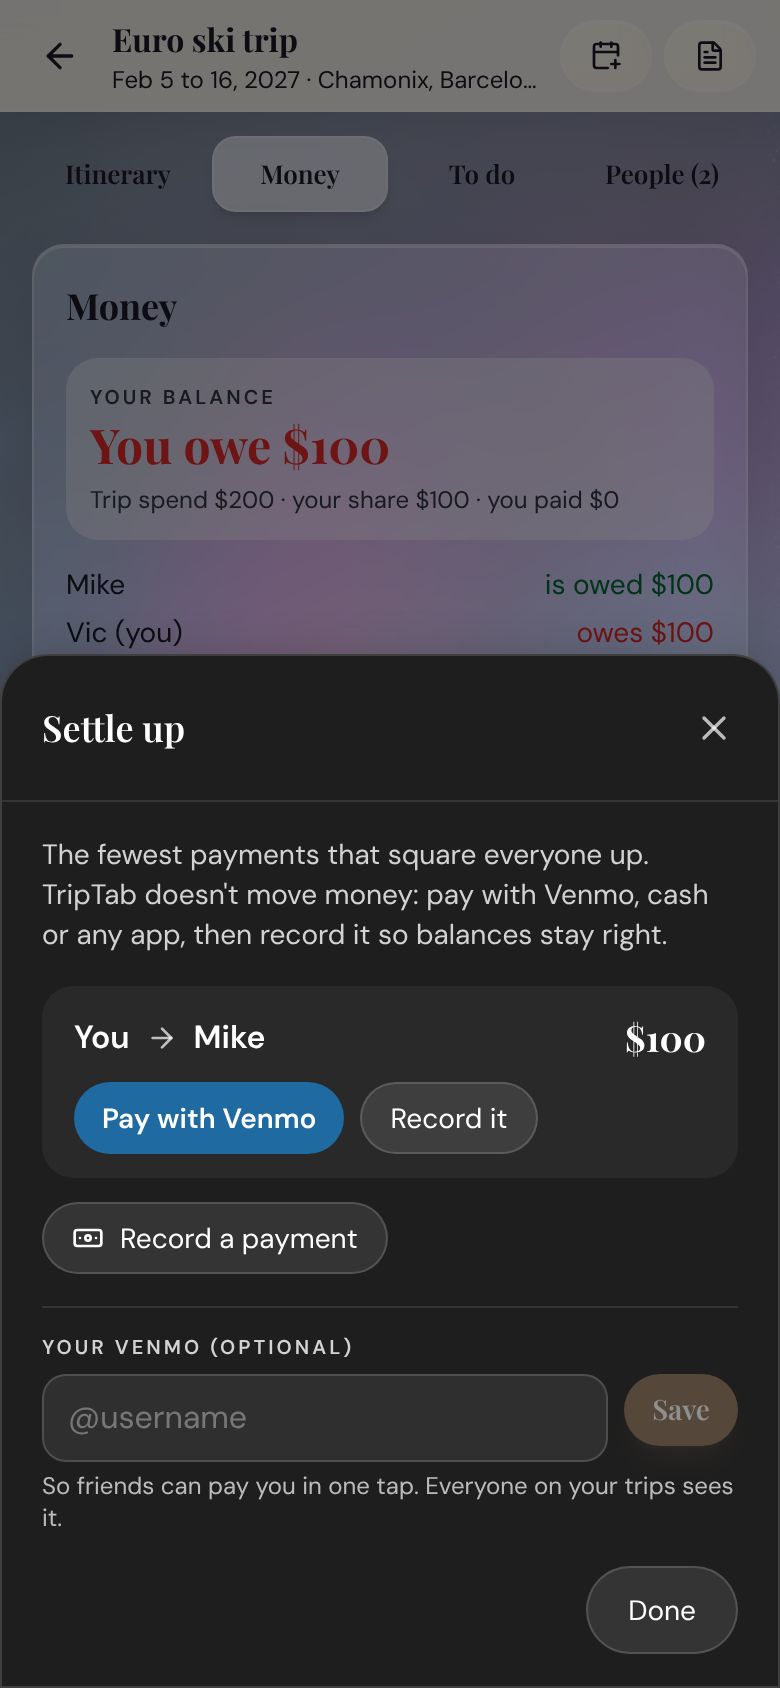 Euro ski trip
Feb 5 to 16, 2027 · Chamonix, Barcelo...
Itinerary
Money
To do
People (2)
Money
YOUR BALANCE
You owe $100
Trip spend $200 · your share $100 · you paid $0
Mike
is owed $100
Vic (you)
owes $100
Settle up
The fewest payments that square everyone up.
TripTab doesn't move money: pay with Venmo, cash
or any app, then record it so balances stay right.
You → Mike
$100
Pay with Venmo
Record it
Record a payment
YOUR VENMO (OPTIONAL)
@username
Save
So friends can pay you in one tap. Everyone on your trips sees
it.
Done